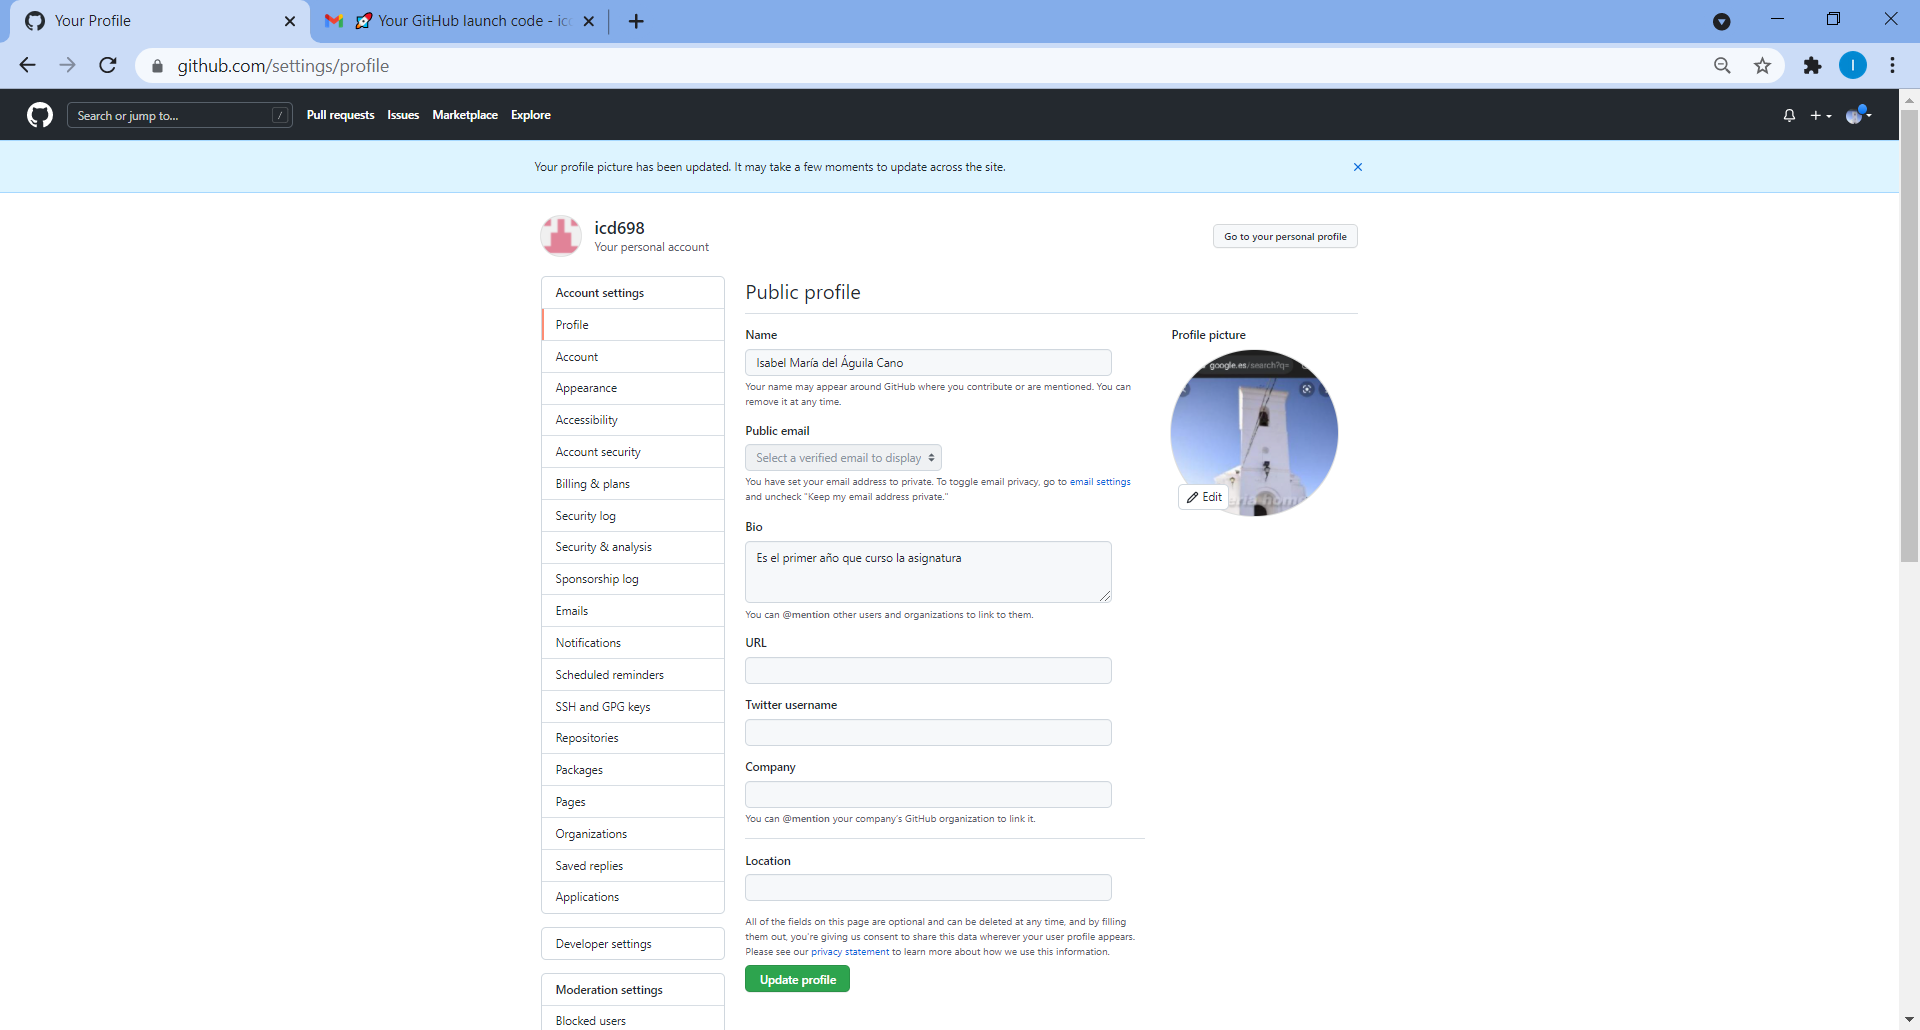 Your Profile
Your GitHub launch code - ic
github.com/settings/profile
I
Search or jump to...
/
Pull requests
Issues
Marketplace
Explore
Your profile picture has been updated. It may take a few moments to update across the site.
icd698
Your personal account
Go to your personal profile
Account settings
Profile
Account
Appearance
Accessibility
Account security
Billing & plans
Security log
Security & analysis
Sponsorship log
Emails
Notifications
Scheduled reminders
SSH and GPG keys
Repositories
Packages
Pages
Organizations
Saved replies
Applications
Developer settings
Moderation settings
Blocked users
Public profile
Name
Isabel María del Águila Cano
Your name may appear around GitHub where you contribute or are mentioned. You can
remove it at any time.
Public email
Select a verified email to display
You have set your email address to private. To toggle email privacy, go to email settings
and uncheck "Keep my email address private."
Bio
Es el primer año que curso la asignatura
You can @mention other users and organizations to link to them.
URL
Twitter username
Company
You can @mention your company's GitHub organization to link it.
Location
All of the fields on this page are optional and can be deleted at any time, and by filling
them out, you're giving us consent to share this data wherever your user profile appears.
Please see our privacy statement to learn more about how we use this information.
Update profile
Profile picture
google.es/search?q=
Edit